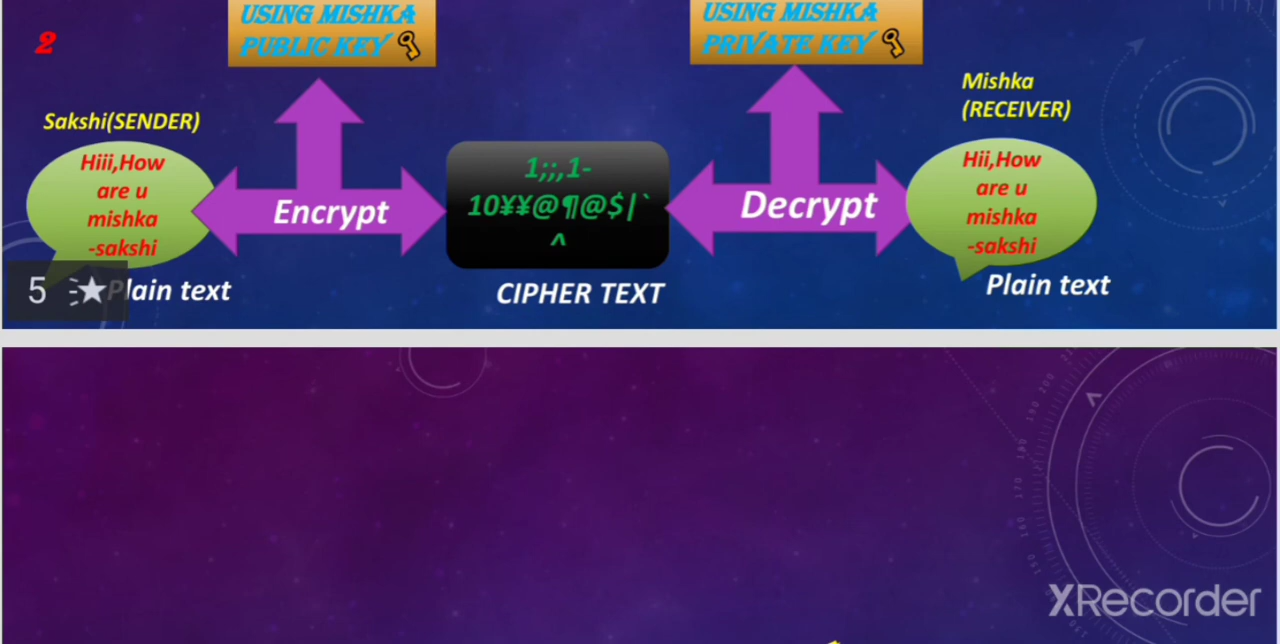 2
USING MISHKA
PUBLIC KEY
USING MISHKA
PRIVATE KEY
Sakshi(SENDER)
Mishka
(RECEIVER)
Hiii,How
are u
mishka
-sakshi
Encrypt
1;;,1-
10¥¥@¶@$|`
^
Decrypt
Hii,How
are u
mishka
-sakshi
5
Plain text
CIPHER TEXT
Plain text
XRecorder